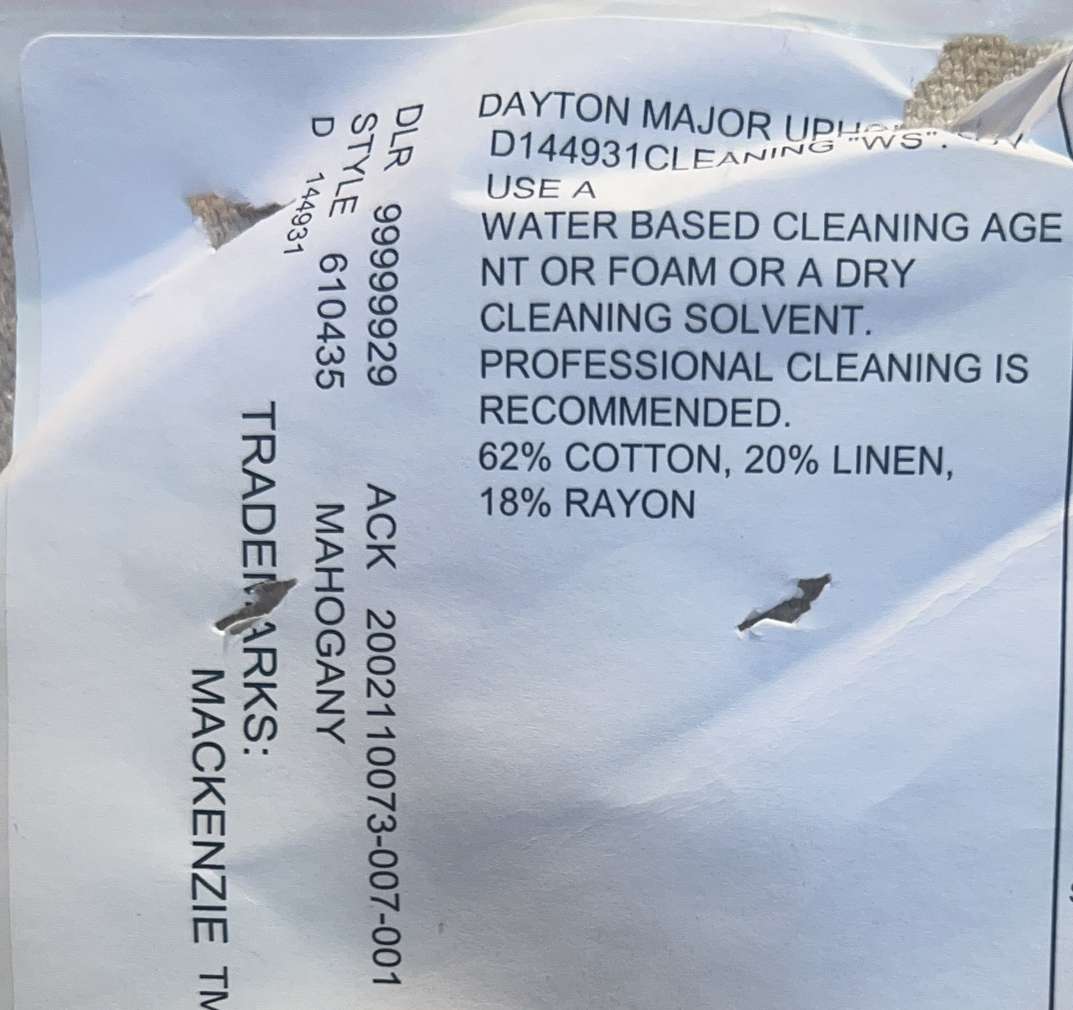 DAYTON MAJOR
D144931CLEANING "WS".
USE A
WATER BASED CLEANING AGE
NT OR FOAM OR A DRY
CLEANING SOLVENT.
PROFESSIONAL CLEANING IS
RECOMMENDED.
62% COTTON, 20% LINEN,
18% RAYON
DLR 99999929 ACK 2002110073-007-001
STYLE 610435 MAHOGANY
D 144931
TRADEMARKS:
MACKENZIE TM